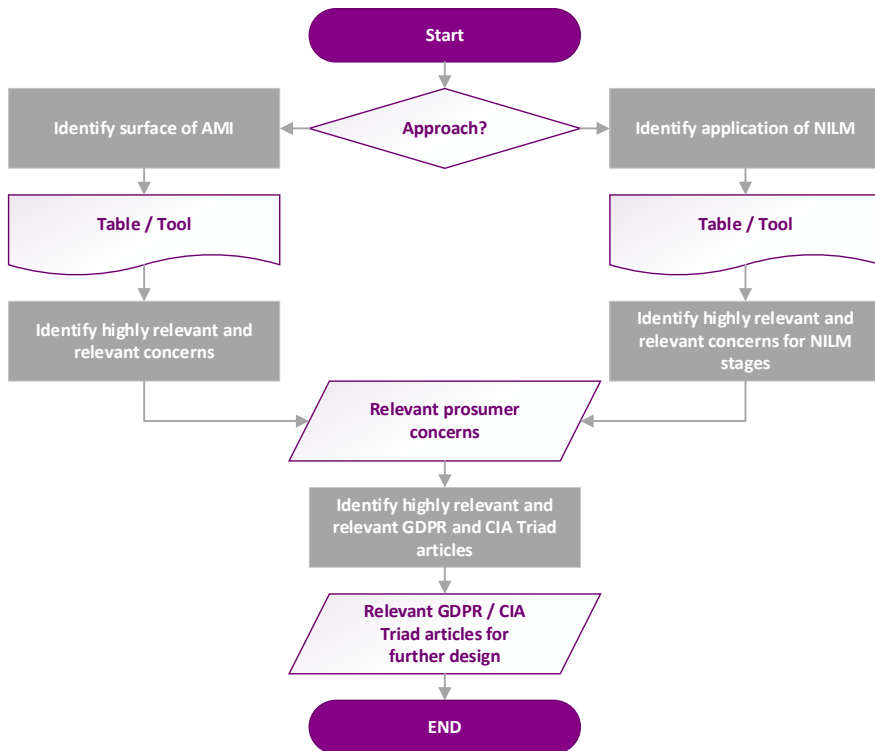 Start
Approach?
Identify surface of AMI
Identify application of NILM
Table / Tool
Table / Tool
Identify highly relevant and
relevant concerns
Identify highly relevant and
relevant concerns for NILM
stages
Relevant prosumer
concerns
Identify highly relevant and
relevant GDPR and CIA Triad
articles
Relevant GDPR / CIA
Triad articles for
further design
END